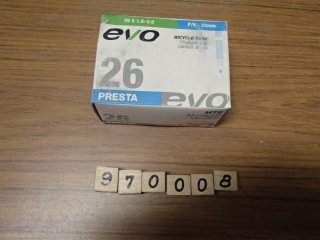 26 X 1.5-2.0
P/V - 32mm
evo
BICYCLE TUBE
26
PRESTA
evo
26
MTB
970008